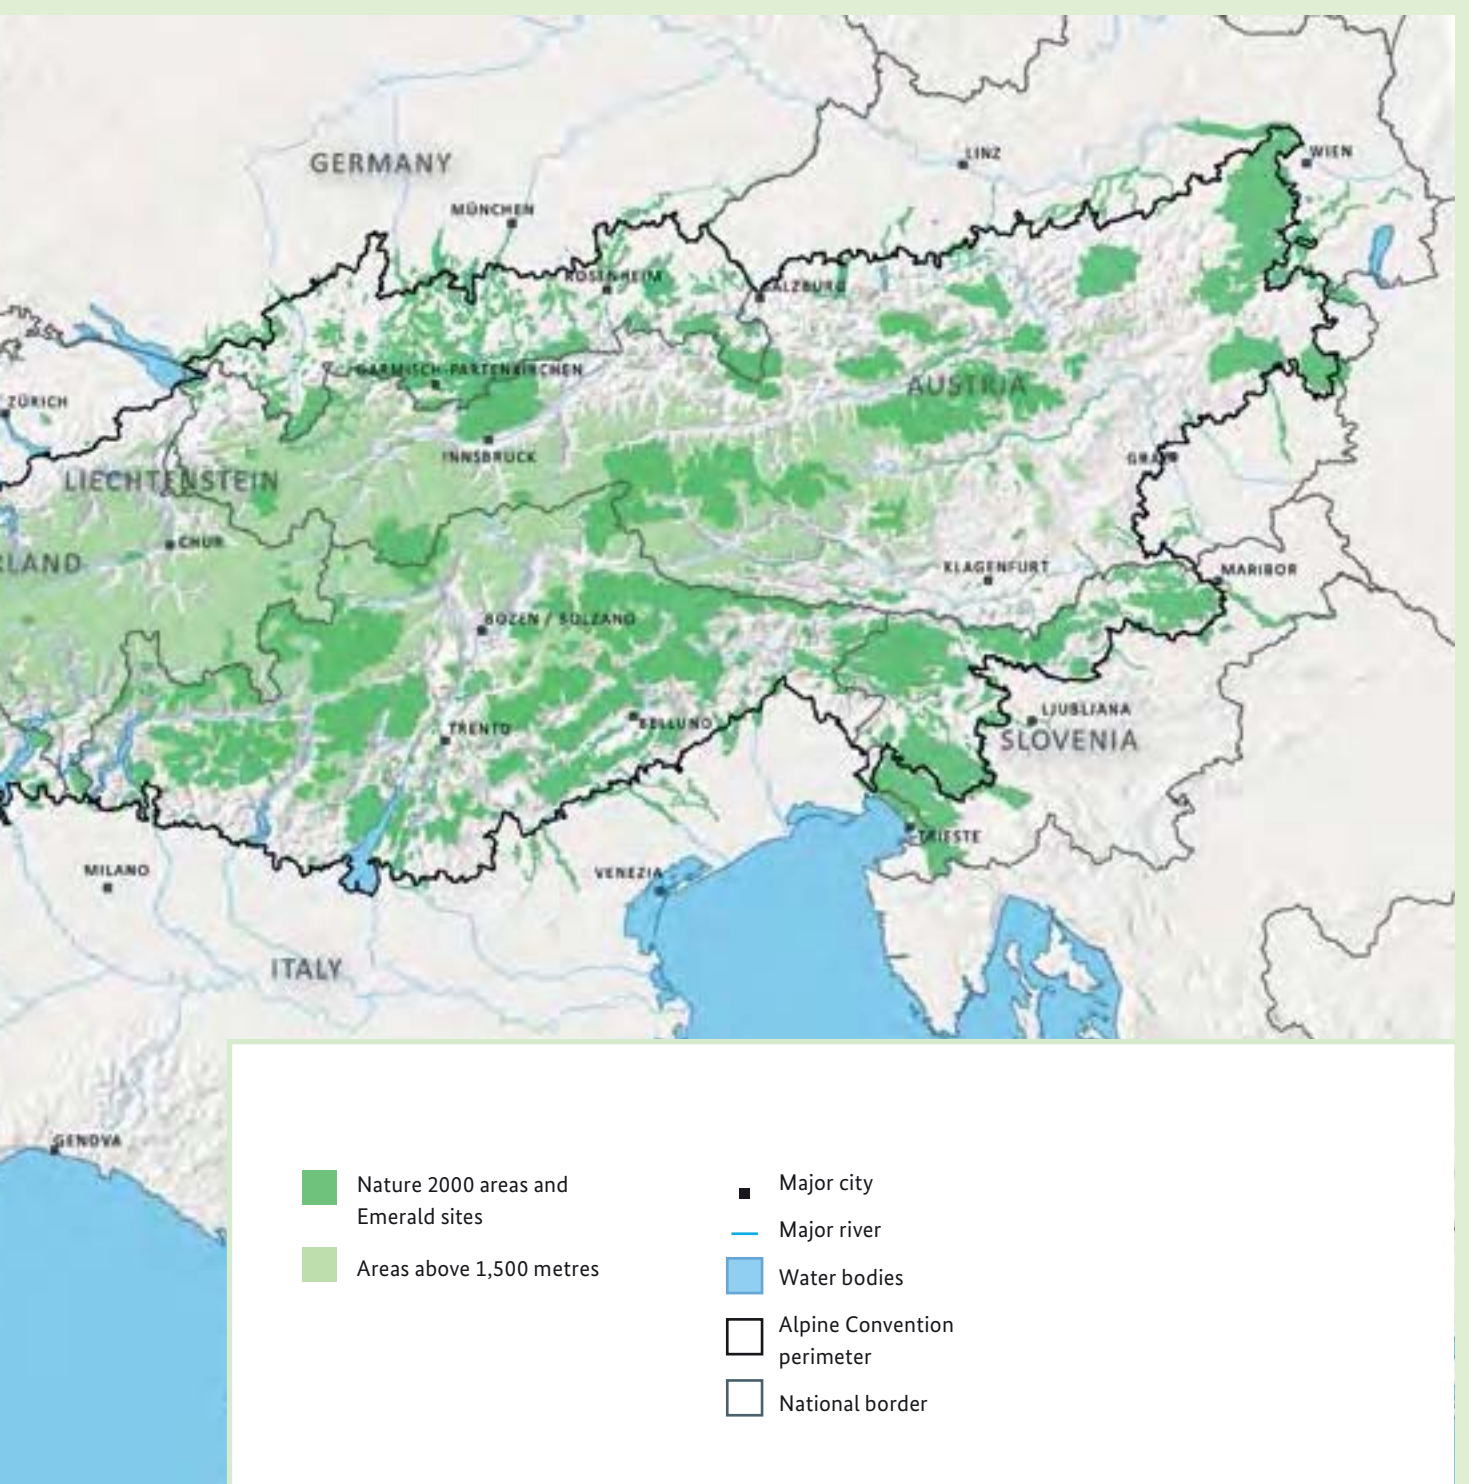 LINZ
WIEN
GERMANY
MÜNCHEN
ROSENHEIM
SALZBURG
GARMISCH-PARTENKIRCHEN
AUSTRIA
ZÜRICH
INNSBRUCK
GRAZ
LIECHTENSTEIN
CHUR
RLAND
KLAGENFURT
MARIBOR
BOZEN / BOLZANO
LJUBLJANA
BELLUNO
TRENTO
SLOVENIA
TRIESTE
MILANO
VENEZIA
ITALY
GENOVA
Nature 2000 areas and
Emerald sites
Areas above 1,500 metres
Major city
Major river
Water bodies
Alpine Convention
perimeter
National border